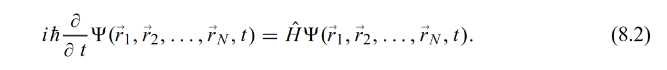 iℏ ∂/∂t Ψ(r⃗₁, r⃗₂, . . . , r⃗_N, t) = ĤΨ(r⃗₁, r⃗₂, . . . , r⃗_N, t). (8.2)